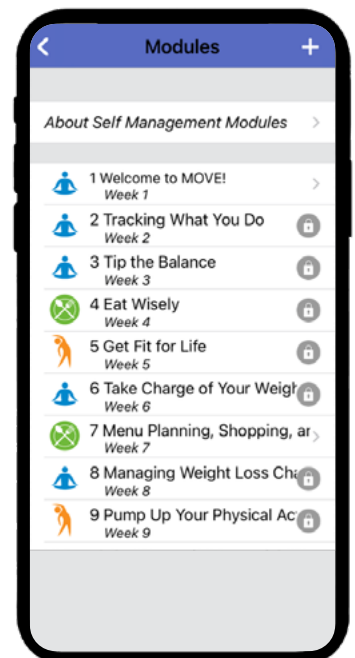 Modules
About Self Management Modules
1 Welcome to MOVE!
Week 1
2 Tracking What You Do
Week 2
3 Tip the Balance
Week 3
4 Eat Wisely
Week 4
5 Get Fit for Life
Week 5
6 Take Charge of Your Weigh
Week 6
7 Menu Planning, Shopping, ar
Week 7
8 Managing Weight Loss Cha
Week 8
9 Pump Up Your Physical Ac
Week 9